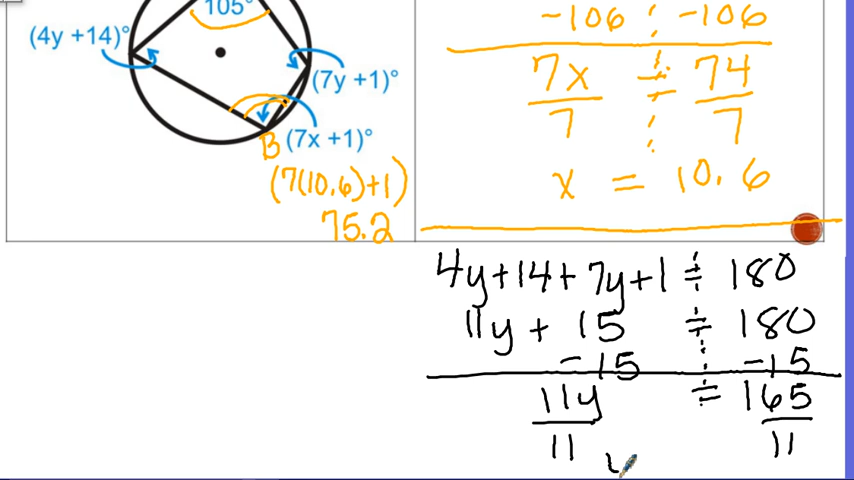 105°
(4y +14)°
(7y +1)°
B (7x +1)°
(7(10.6)+1)
75.2
-106 -106
7x ÷ 74
7 7
x = 10.6
4y+14+7y+1 = 180
11y + 15 = 180
-15 -15
11y = 165
11 11
y